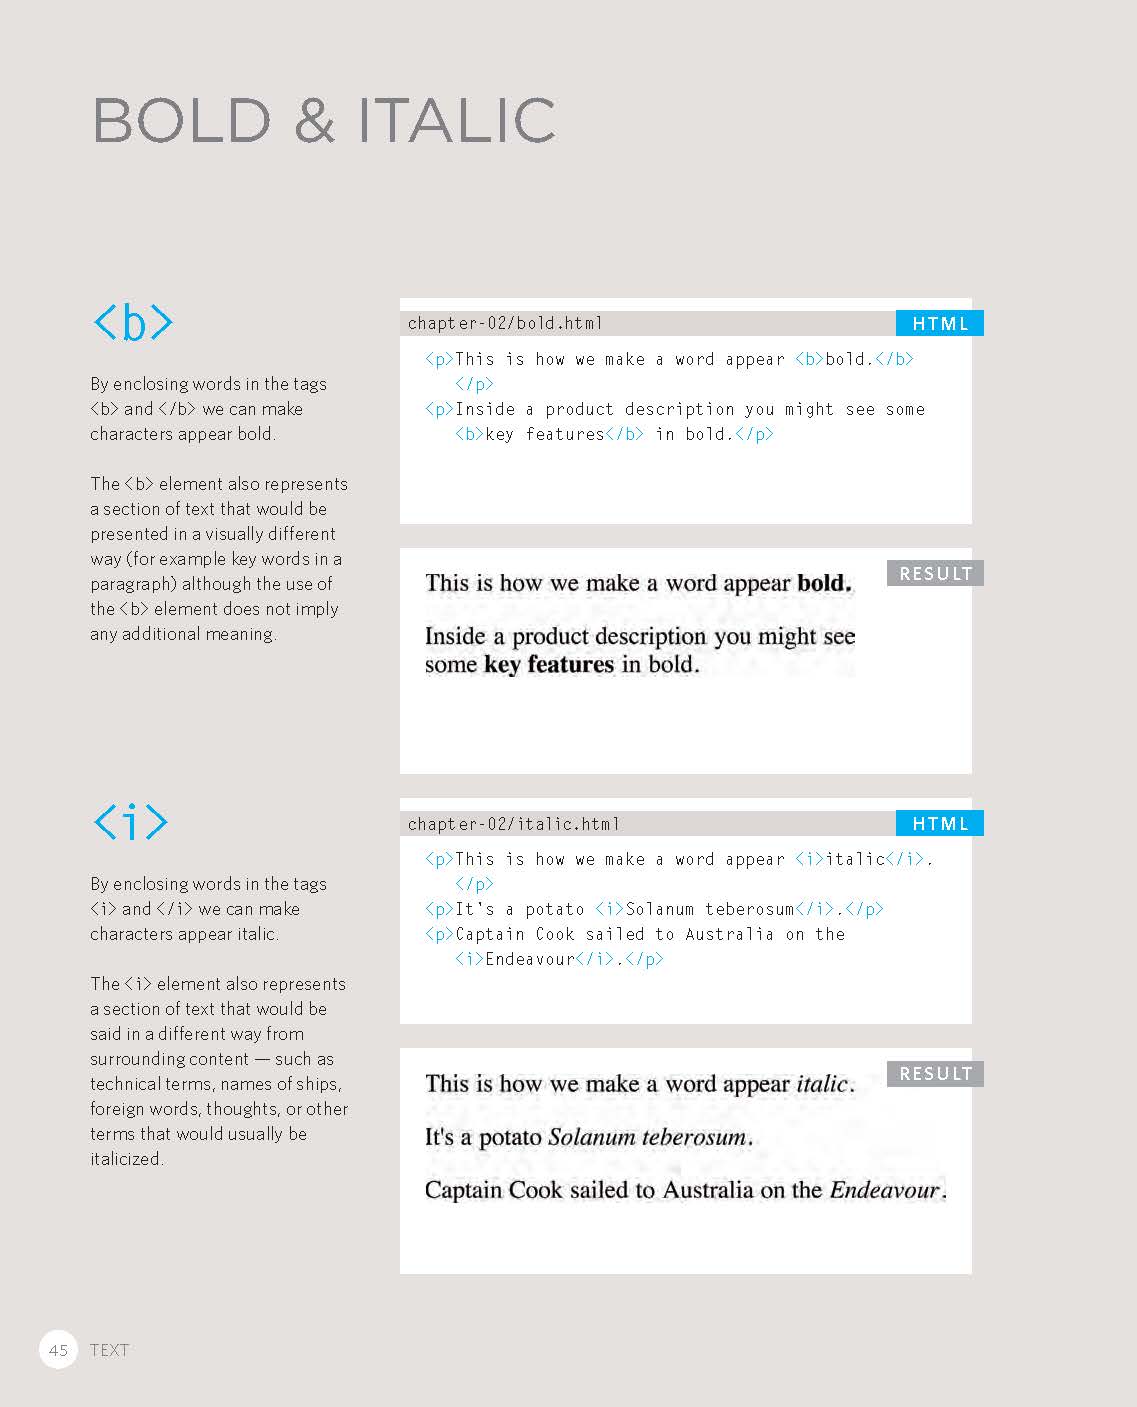 BOLD & ITALIC
<b>
By enclosing words in the tags
<b> and </b> we can make
characters appear bold.
The <b> element also represents
a section of text that would be
presented in a visually different
way (for example key words in a
paragraph) although the use of
the <b> element does not imply
any additional meaning.
chapter-02/bold.html
HTML
<p>This is how we make a word appear <b>bold.</b>
</p>
<p>Inside a product description you might see some
<b>key features</b> in bold.</p>
RESULT
This is how we make a word appear bold.
Inside a product description you might see
some key features in bold.
<i>
By enclosing words in the tags
<i> and </i> we can make
characters appear italic.
The <i> element also represents
a section of text that would be
said in a different way from
surrounding content — such as
technical terms, names of ships,
foreign words, thoughts, or other
terms that would usually be
italicized.
chapter-02/italic.html
HTML
<p>This is how we make a word appear <i>italic</i>.
</p>
<p>It's a potato <i>Solanum teberosum</i>.</p>
<p>Captain Cook sailed to Australia on the
<i>Endeavour</i>.</p>
RESULT
This is how we make a word appear italic.
It's a potato Solanum teberosum.
Captain Cook sailed to Australia on the Endeavour.
45 TEXT